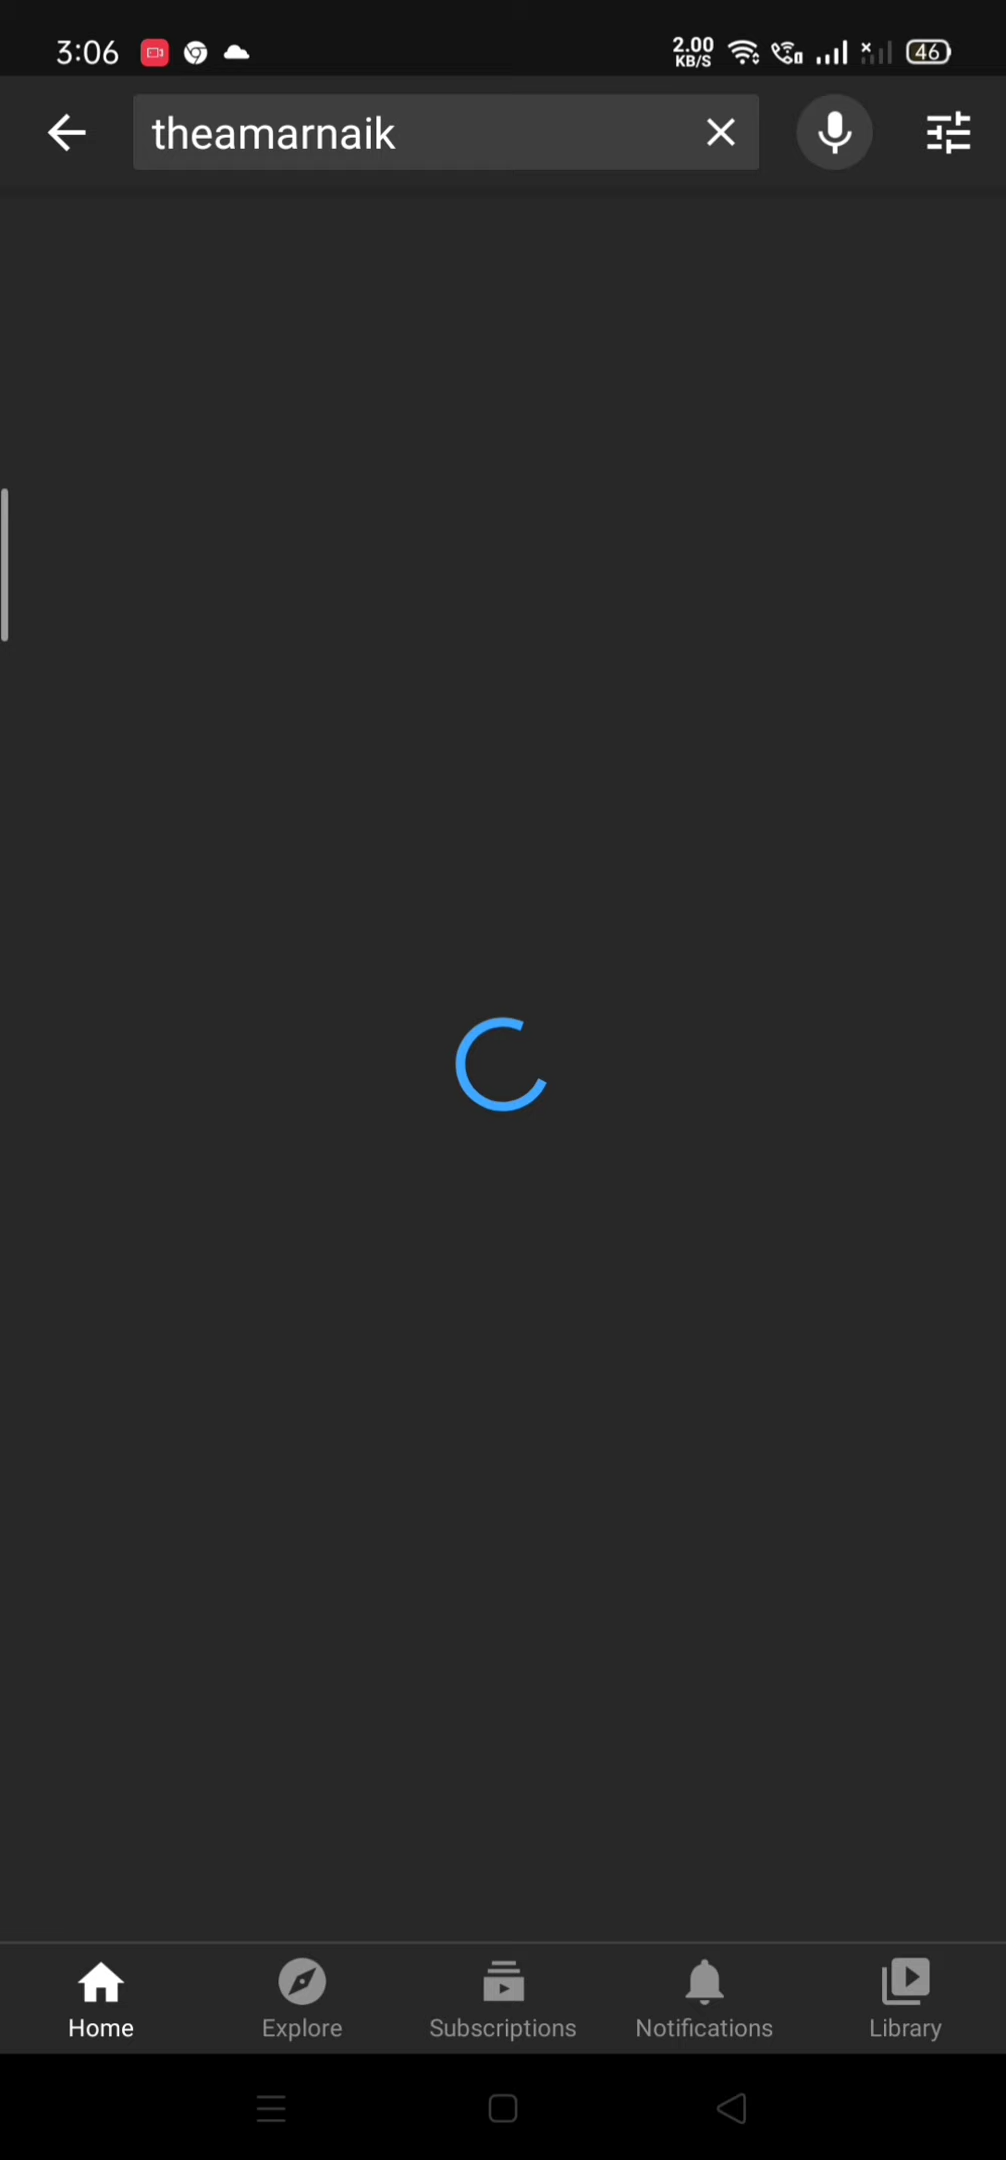 3:06
2.00
KB/S
46
theamarnaik
Home
Explore
Subscriptions
Notifications
Library